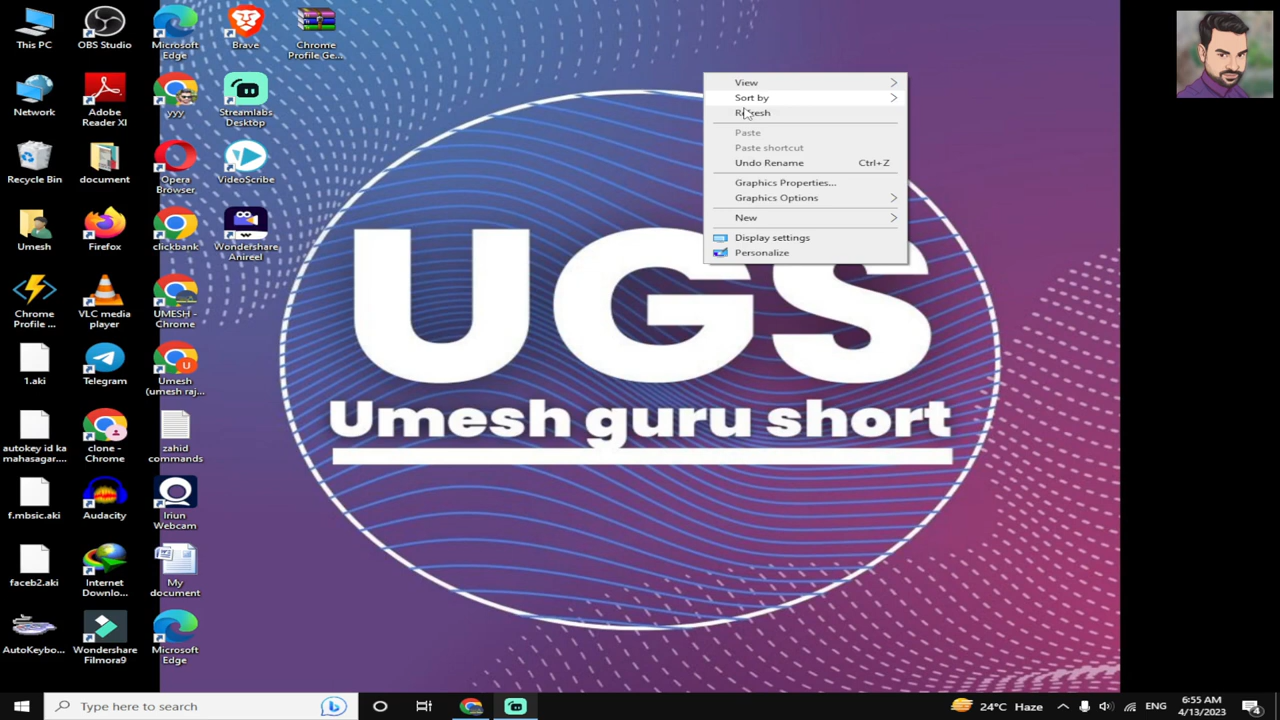 This PC
OBS Studio
Microsoft
Edge
Brave
Chrome
Profile Ge...
Network
Adobe
Reader XI
yyy
Streamlabs
Desktop
Recycle Bin
document
Opera
Browser
VideoScribe
Umesh
Firefox
clickbank
Wondershare
Anireel
Chrome
Profile ...
VLC media
player
UMESH -
Chrome
1.aki
Telegram
Umesh
(umesh raj...
autokey id ka
mahasagar....
clone -
Chrome
zahid
commands
f.mbsic.aki
Audacity
Iriun
Webcam
faceb2.aki
Internet
Downlo...
My
document
AutoKeybo...
Wondershare
Filmora9
Microsoft
Edge
View
Sort by
Refresh
Paste
Paste shortcut
Undo Rename Ctrl+Z
Graphics Properties...
Graphics Options
New
Display settings
Personalize
UGS
Umesh guru short
Type here to search
24°C Haze
ENG
6:55 AM
4/13/2023
4